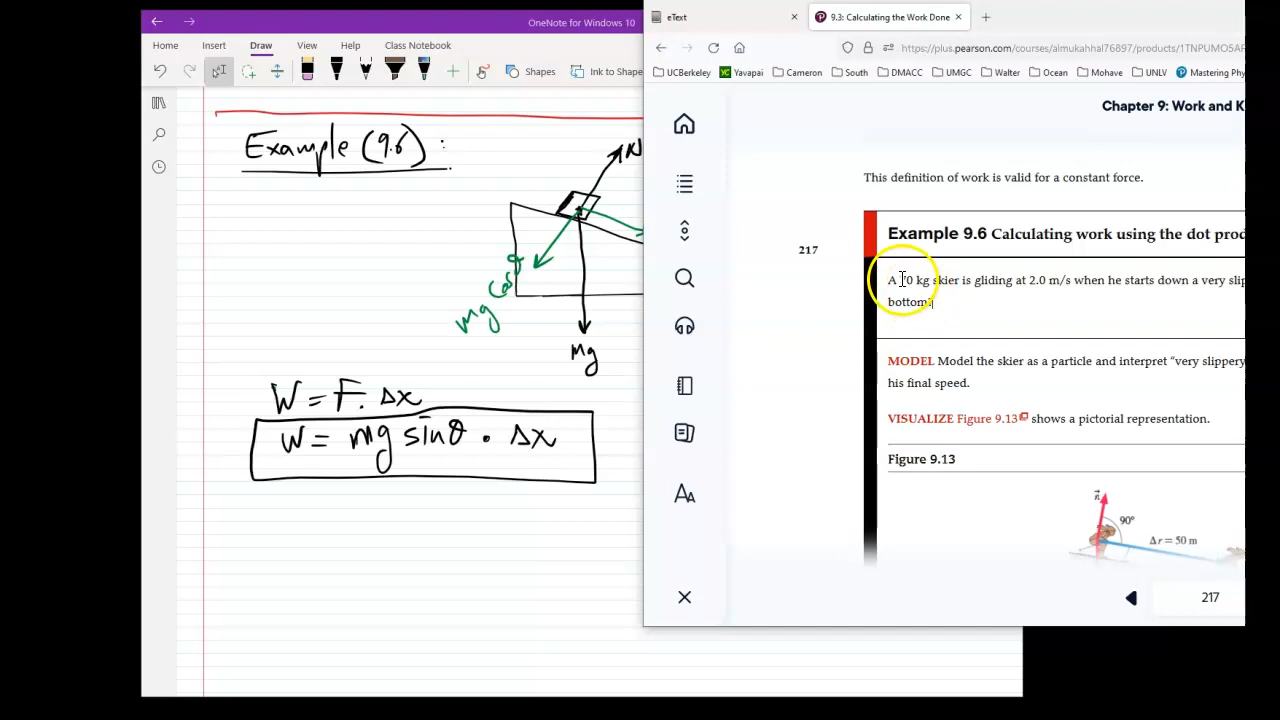 OneNote for Windows 10
Home Insert Draw View Help Class Notebook
Shapes Ink to Shape
Example (9.6) :
N
mg cosθ
mg
W = F. Δx
W = mg sinθ . Δx
eText
9.3: Calculating the Work Done
https://plus.pearson.com/courses/almukahhal76897/products/1TNPUMO5AF
UCBerkeley Yavapai Cameron South DMACC UMGC Walter Ocean Mohave UNLV Mastering Phy
Chapter 9: Work and K
This definition of work is valid for a constant force.
217
Example 9.6 Calculating work using the dot prod
A 70 kg skier is gliding at 2.0 m/s when he starts down a very slip
bottom?
MODEL Model the skier as a particle and interpret “very slippery
his final speed.
VISUALIZE Figure 9.13 shows a pictorial representation.
Figure 9.13
n
90°
Δr = 50 m
217